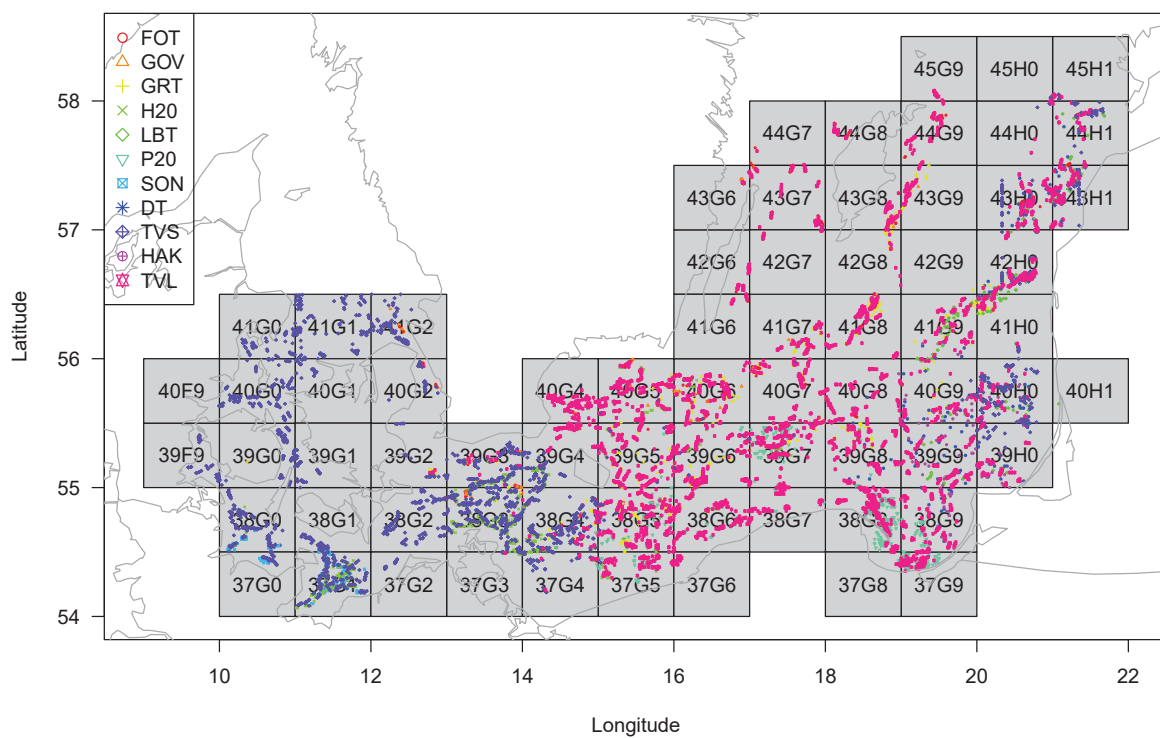 FOT
GOV
GRT
H20
LBT
P20
SON
DT
TVS
HAK
TVL
45G9 45H0 45H1
44G7 44G8 44G9 44H0 44H1
43G6 43G7 43G8 43G9 43H0 43H1
42G6 42G7 42G8 42G9 42H0
41G0 41G1 41G2 41G6 41G7 41G8 41G9 41H0
40F9 40G0 40G1 40G2 40G4 40G5 40G6 40G7 40G8 40G9 40H0 40H1
39F9 39G0 39G1 39G2 39G3 39G4 39G5 39G6 39G7 39G8 39G9 39H0
38G0 38G1 38G2 38G3 38G4 38G5 38G6 38G7 38G8 38G9
37G0 37G1 37G2 37G3 37G4 37G5 37G6 37G8 37G9
58
57
56
55
54
Latitude
10 12 14 16 18 20 22
Longitude